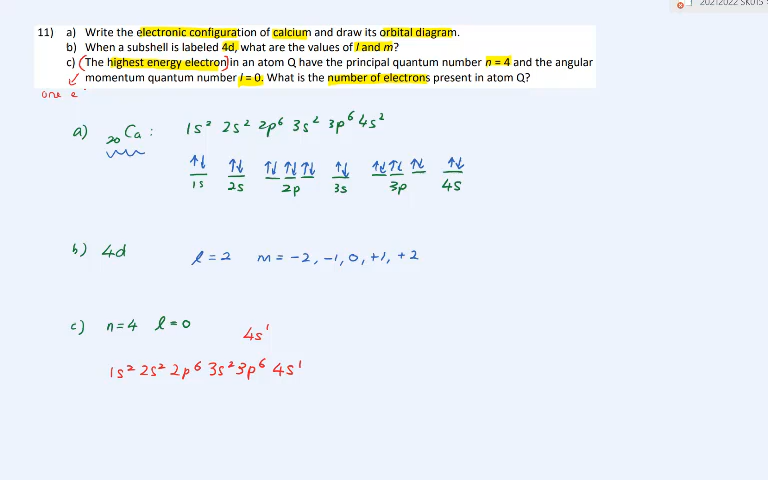 20212022 SK015
11) a) Write the electronic configuration of calcium and draw its orbital diagram.
b) When a subshell is labeled 4d, what are the values of l and m?
c) (The highest energy electron) in an atom Q have the principal quantum number n = 4 and the angular
momentum quantum number l = 0. What is the number of electrons present in atom Q?
one e⁻
a) ₂₀Ca : 1s² 2s² 2p⁶ 3s² 3p⁶ 4s²
↑↓ ↑↓ ↑↓ ↑↓ ↑↓ ↑↓ ↑↓ ↑↓ ↑↓ ↑↓
1s 2s 2p 3s 3p 4s
b) 4d l = 2 m = -2, -1, 0, +1, +2
c) n=4 l=0 4s¹
1s² 2s² 2p⁶ 3s² 3p⁶ 4s¹